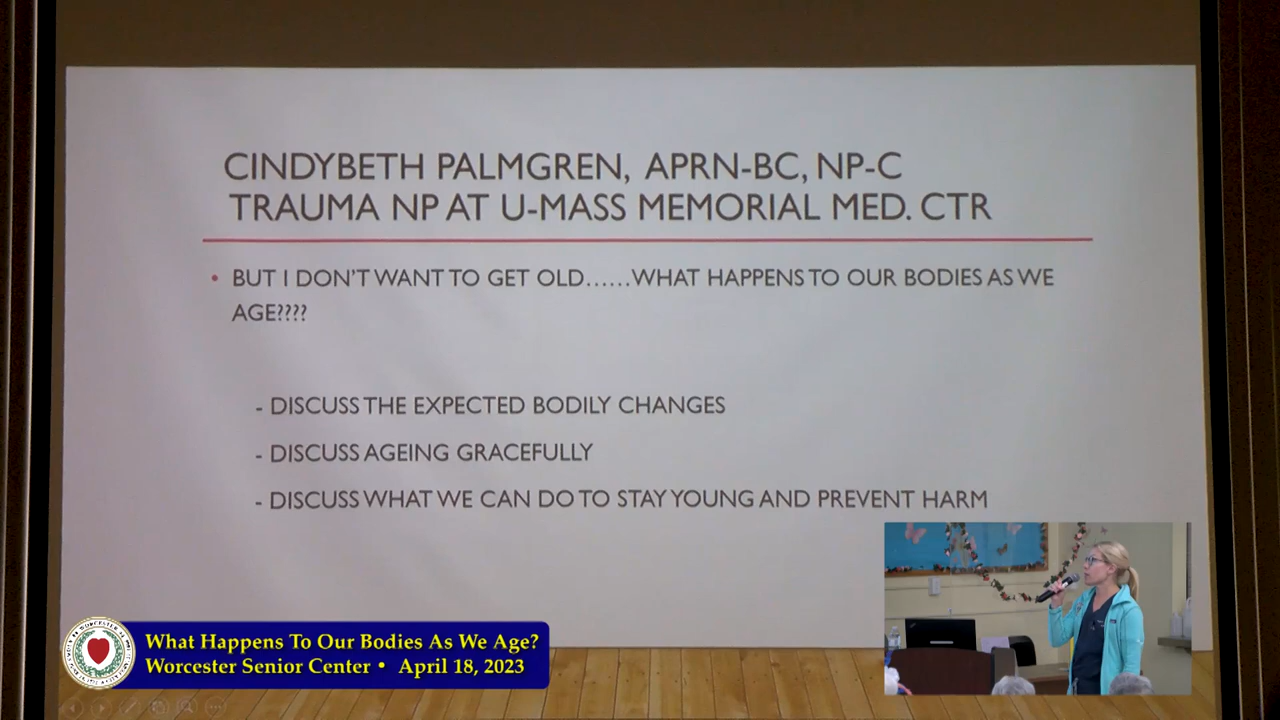 CINDYBETH PALMGREN, APRN-BC, NP-C
TRAUMA NP AT U-MASS MEMORIAL MED. CTR
• BUT I DON'T WANT TO GET OLD……WHAT HAPPENS TO OUR BODIES AS WE
AGE????
- DISCUSS THE EXPECTED BODILY CHANGES
- DISCUSS AGEING GRACEFULLY
- DISCUSS WHAT WE CAN DO TO STAY YOUNG AND PREVENT HARM
What Happens To Our Bodies As We Age?
Worcester Senior Center • April 18, 2023